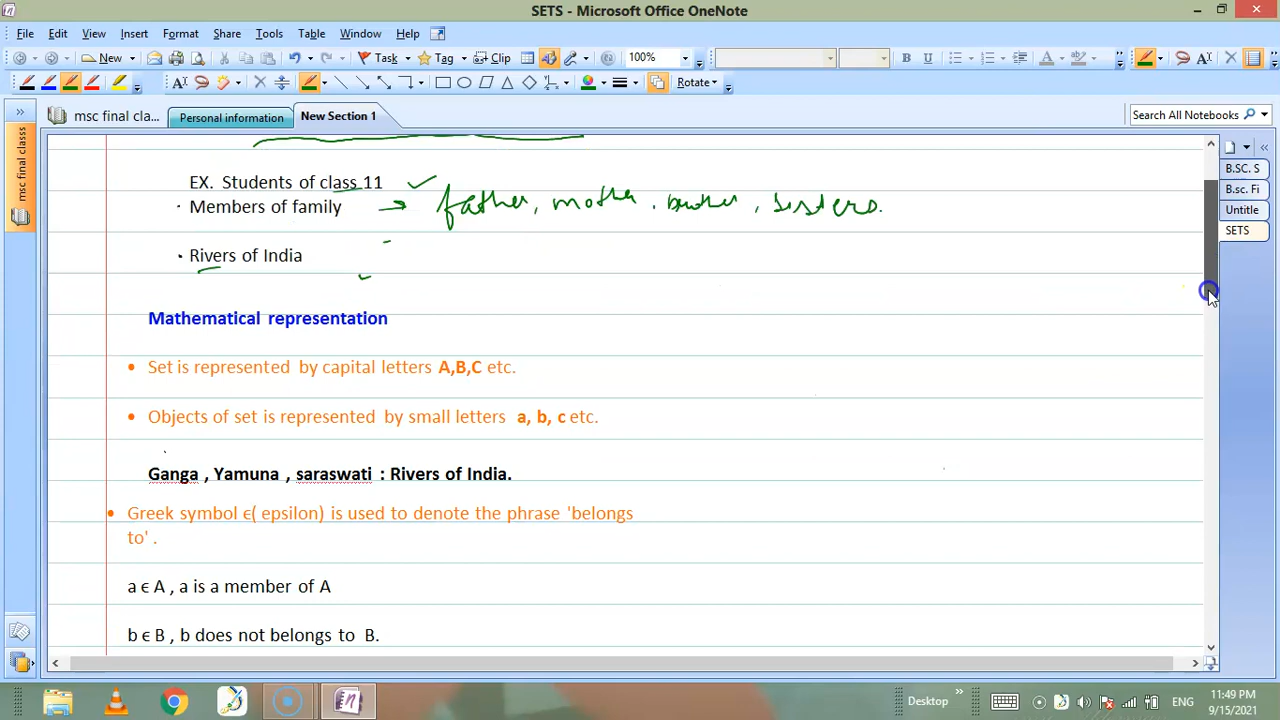 SETS - Microsoft Office OneNote
File Edit View Insert Format Share Tools Table Window Help
New Task Tag Clip 100% B I U
Rotate
msc final cla... Personal information New Section 1 Search All Notebooks
msc final classs
B.SC. S
B.sc. Fi
Untitle
SETS
EX. Students of class 11
Members of family → father, mother, brother, sisters.
Rivers of India
Mathematical representation
• Set is represented by capital letters A,B,C etc.
• Objects of set is represented by small letters a, b, c etc.
Ganga , Yamuna , saraswati : Rivers of India.
• Greek symbol ϵ( epsilon) is used to denote the phrase 'belongs
to' .
a ϵ A , a is a member of A
b ϵ B , b does not belongs to B.
Desktop ENG 11:49 PM
9/15/2021